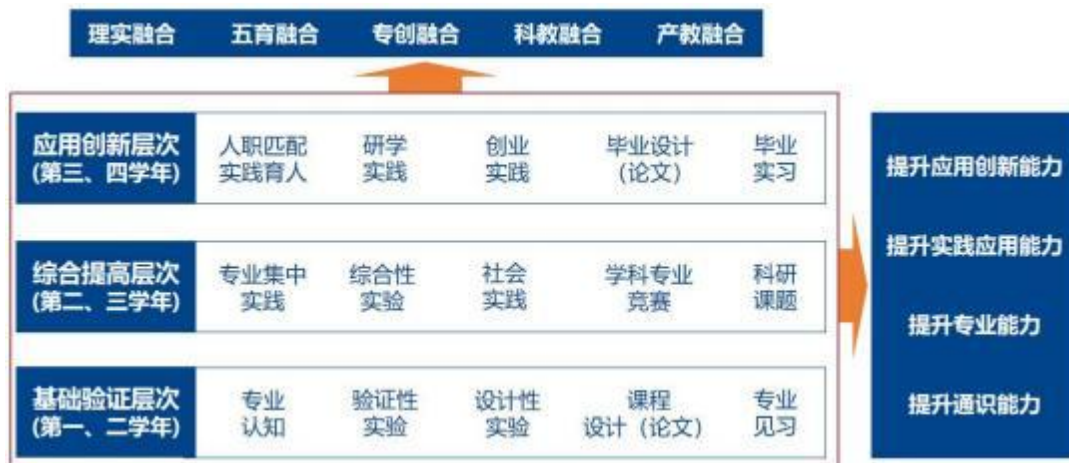 理实融合 五育融合 专创融合 科教融合 产教融合
应用创新层次
(第三、四学年)
人职匹配
实践育人
研学
实践
创业
实践
毕业设计
(论文)
毕业
实习
综合提高层次
(第二、三学年)
专业集中
实践
综合性
实验
社会
实践
学科专业
竞赛
科研
课题
基础验证层次
(第一、二学年)
专业
认知
验证性
实验
设计性
实验
课程
设计（论文）
专业
见习
提升应用创新能力
提升实践应用能力
提升专业能力
提升通识能力